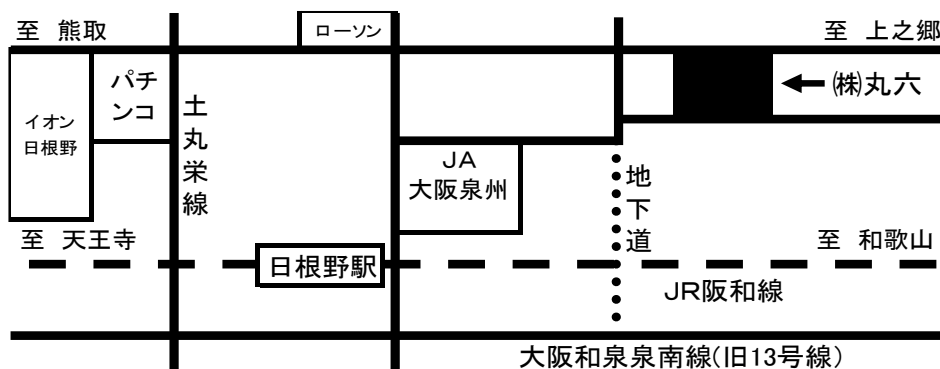 至 熊取
ローソン
至 上之郷
パチ
ンコ
イオン
日根野
土丸栄線
㈱丸六
JA
大阪泉州
地下道
至 天王寺
至 和歌山
日根野駅
JR阪和線
大阪和泉泉南線(旧13号線)